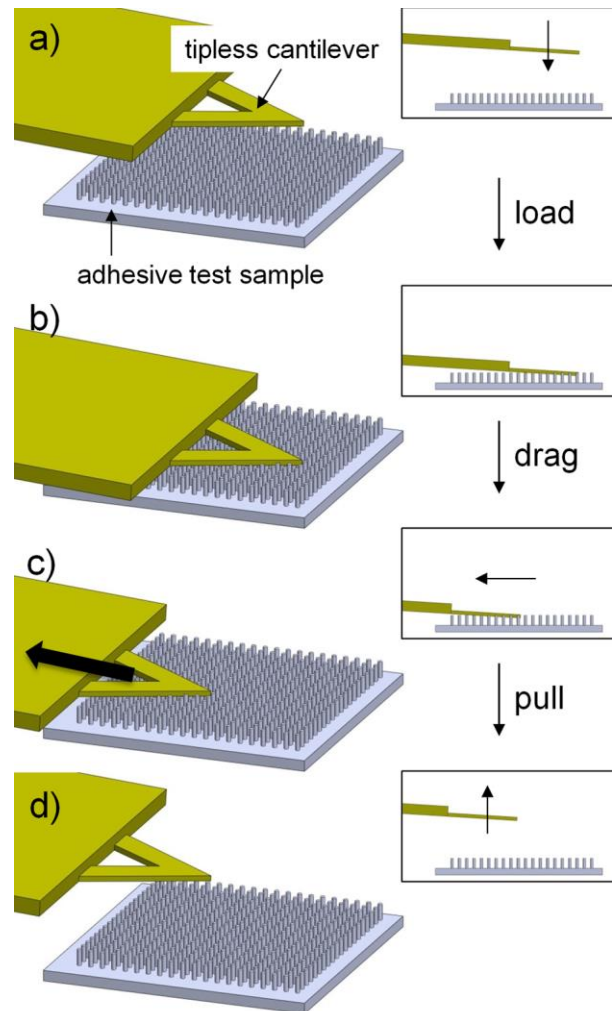 a)
tipless cantilever
load
adhesive test sample
b)
drag
c)
pull
d)